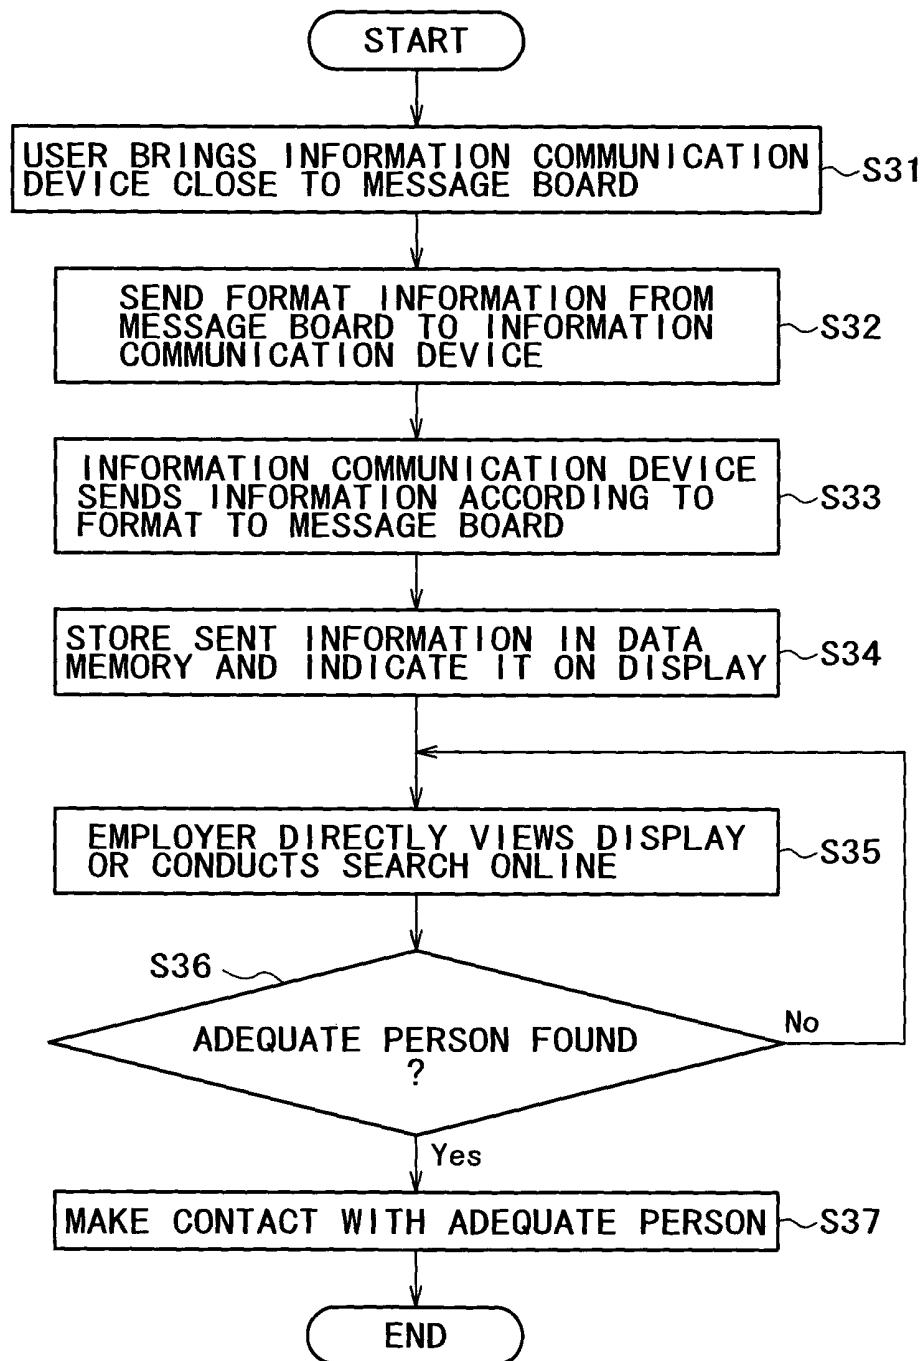 START
USER BRINGS INFORMATION COMMUNICATION
DEVICE CLOSE TO MESSAGE BOARD
S31
SEND FORMAT INFORMATION FROM
MESSAGE BOARD TO INFORMATION
COMMUNICATION DEVICE
S32
INFORMATION COMMUNICATION DEVICE
SENDS INFORMATION ACCORDING TO
FORMAT TO MESSAGE BOARD
S33
STORE SENT INFORMATION IN DATA
MEMORY AND INDICATE IT ON DISPLAY
S34
EMPLOYER DIRECTLY VIEWS DISPLAY
OR CONDUCTS SEARCH ONLINE
S35
S36
ADEQUATE PERSON FOUND
?
No
Yes
MAKE CONTACT WITH ADEQUATE PERSON
S37
END